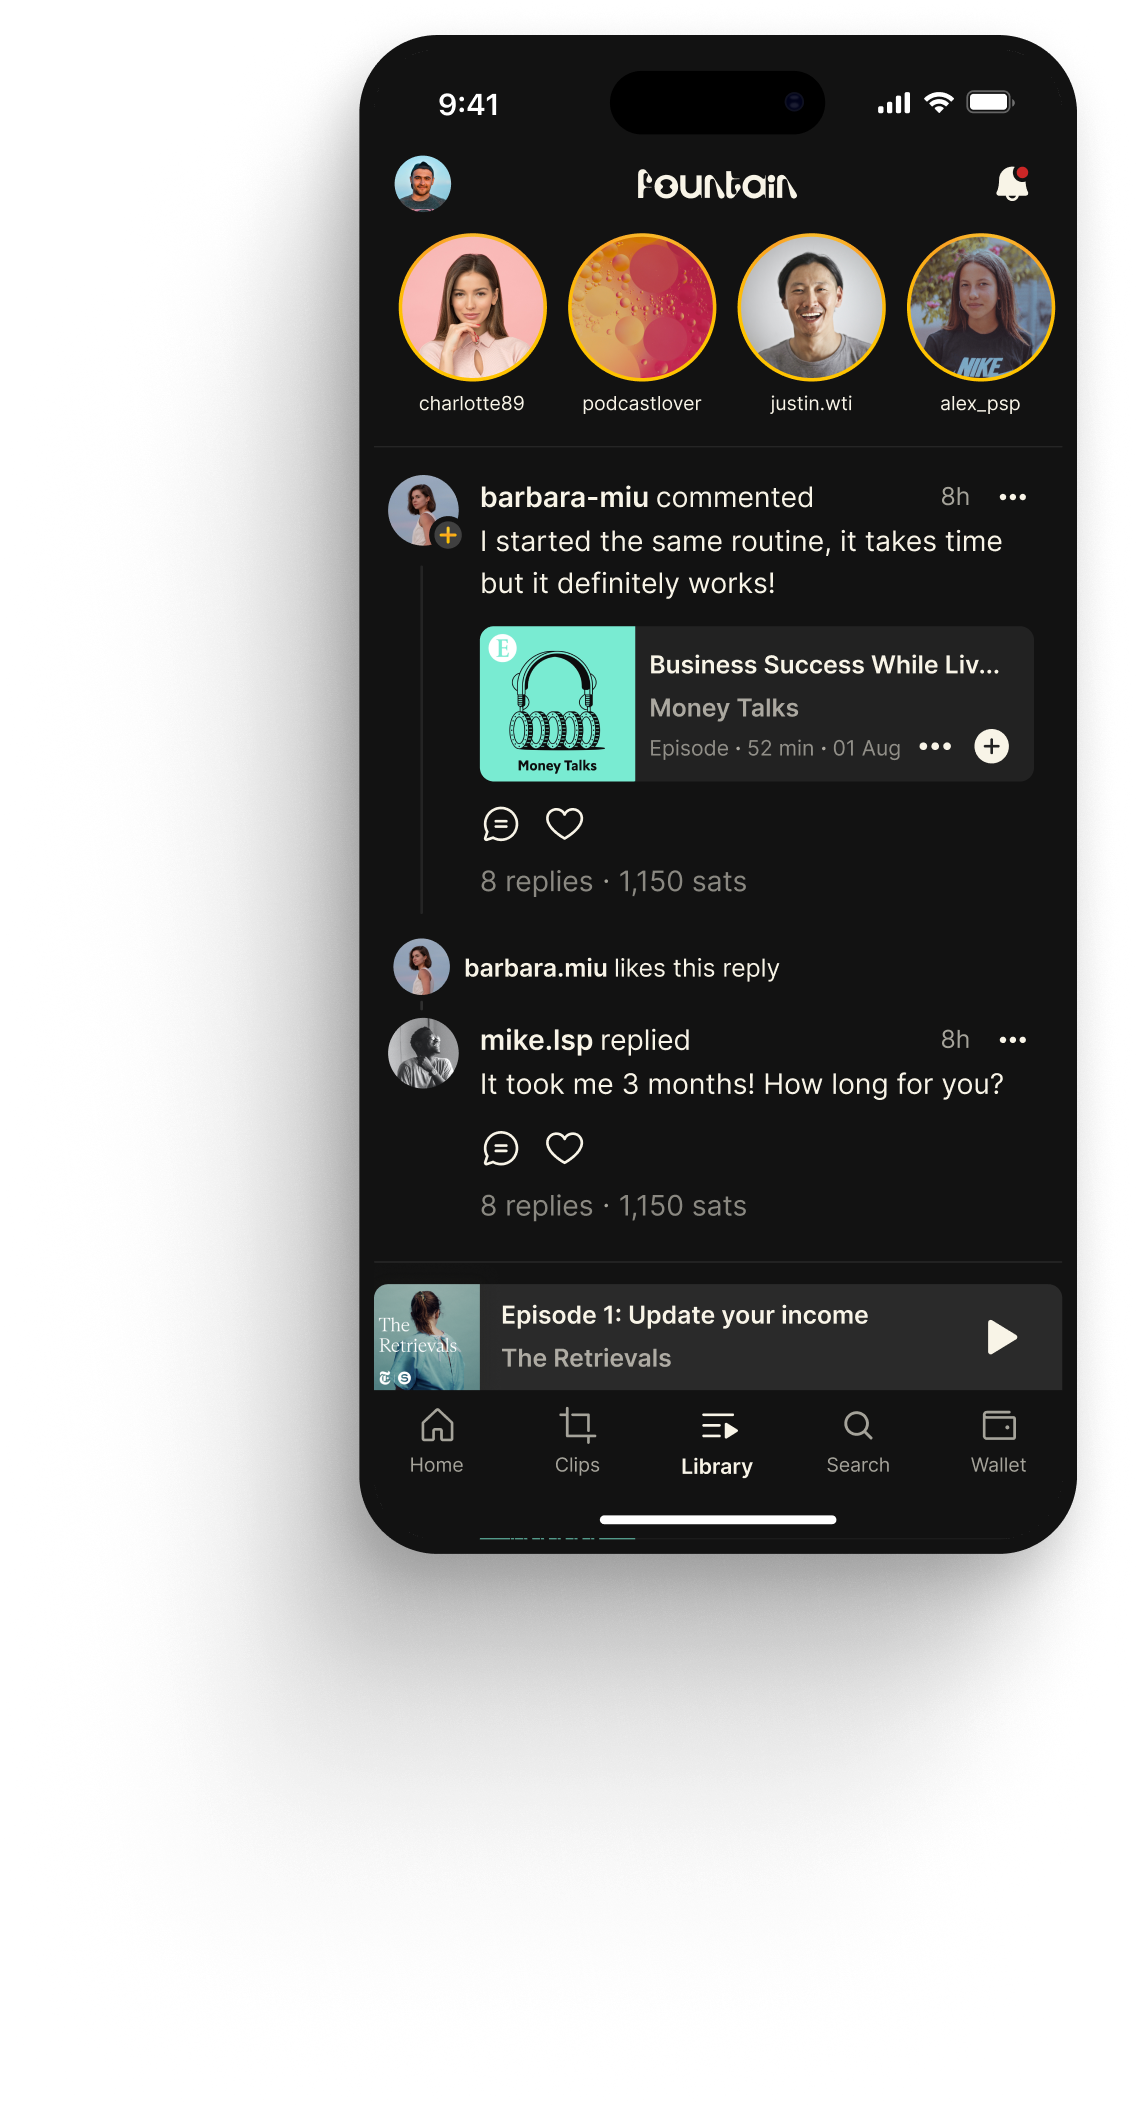 9:41
fountain
NIKE
charlotte89
podcastlover
justin.wti
alex_psp
barbara-miu commented
8h
I started the same routine, it takes time
but it definitely works!
E
Money Talks
Business Success While Liv...
Money Talks
Episode • 52 min • 01 Aug
8 replies · 1,150 sats
barbara.miu likes this reply
mike.lsp replied
8h
It took me 3 months! How long for you?
8 replies · 1,150 sats
The
Retrievals
T S
Episode 1: Update your income
The Retrievals
Home
Clips
Library
Search
Wallet